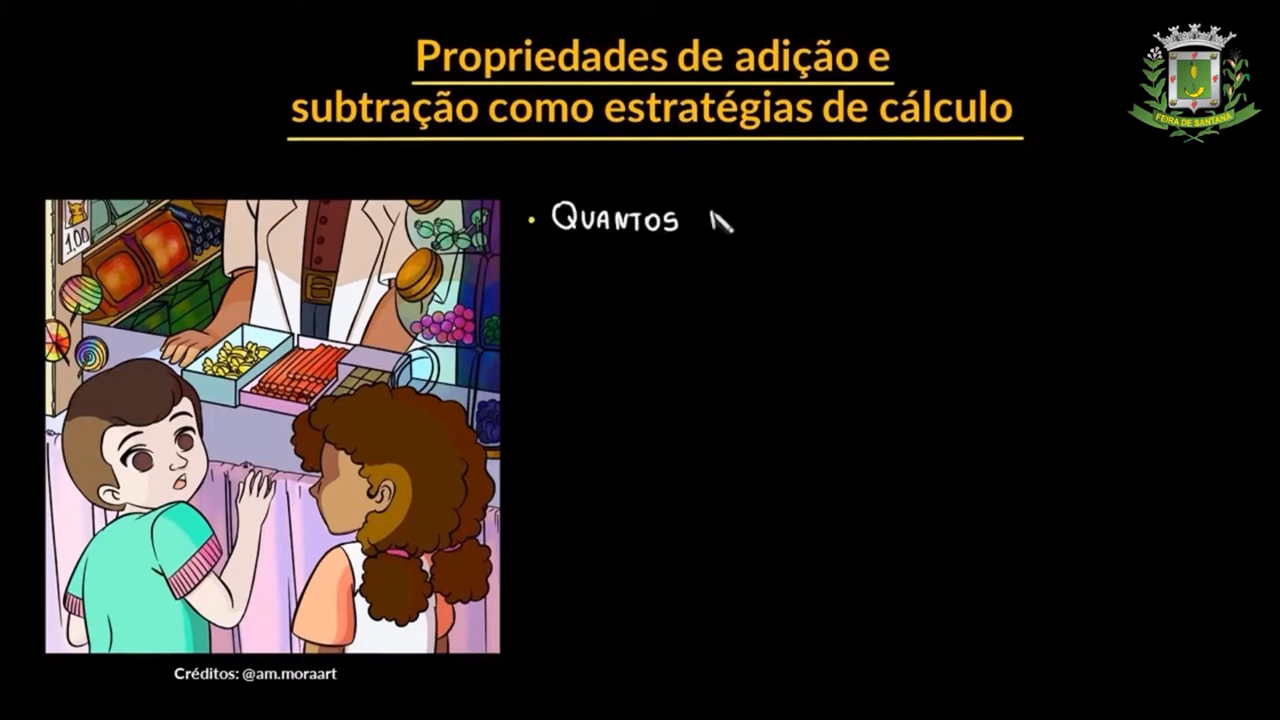 Propriedades de adição e
subtração como estratégias de cálculo
FEIRA DE SANTANA
1,00
• QUANTOS
Créditos: @am.moraart